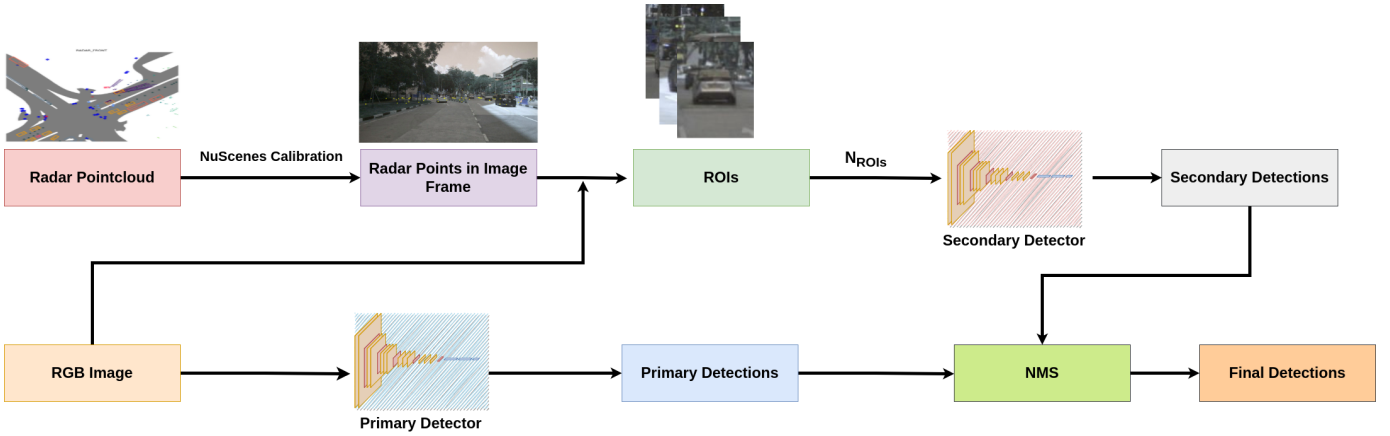 NuScenes Calibration
Radar Pointcloud
Radar Points in Image
Frame
ROIs
N_ROIs
Secondary Detections
Secondary Detector
RGB Image
Primary Detections
NMS
Final Detections
Primary Detector